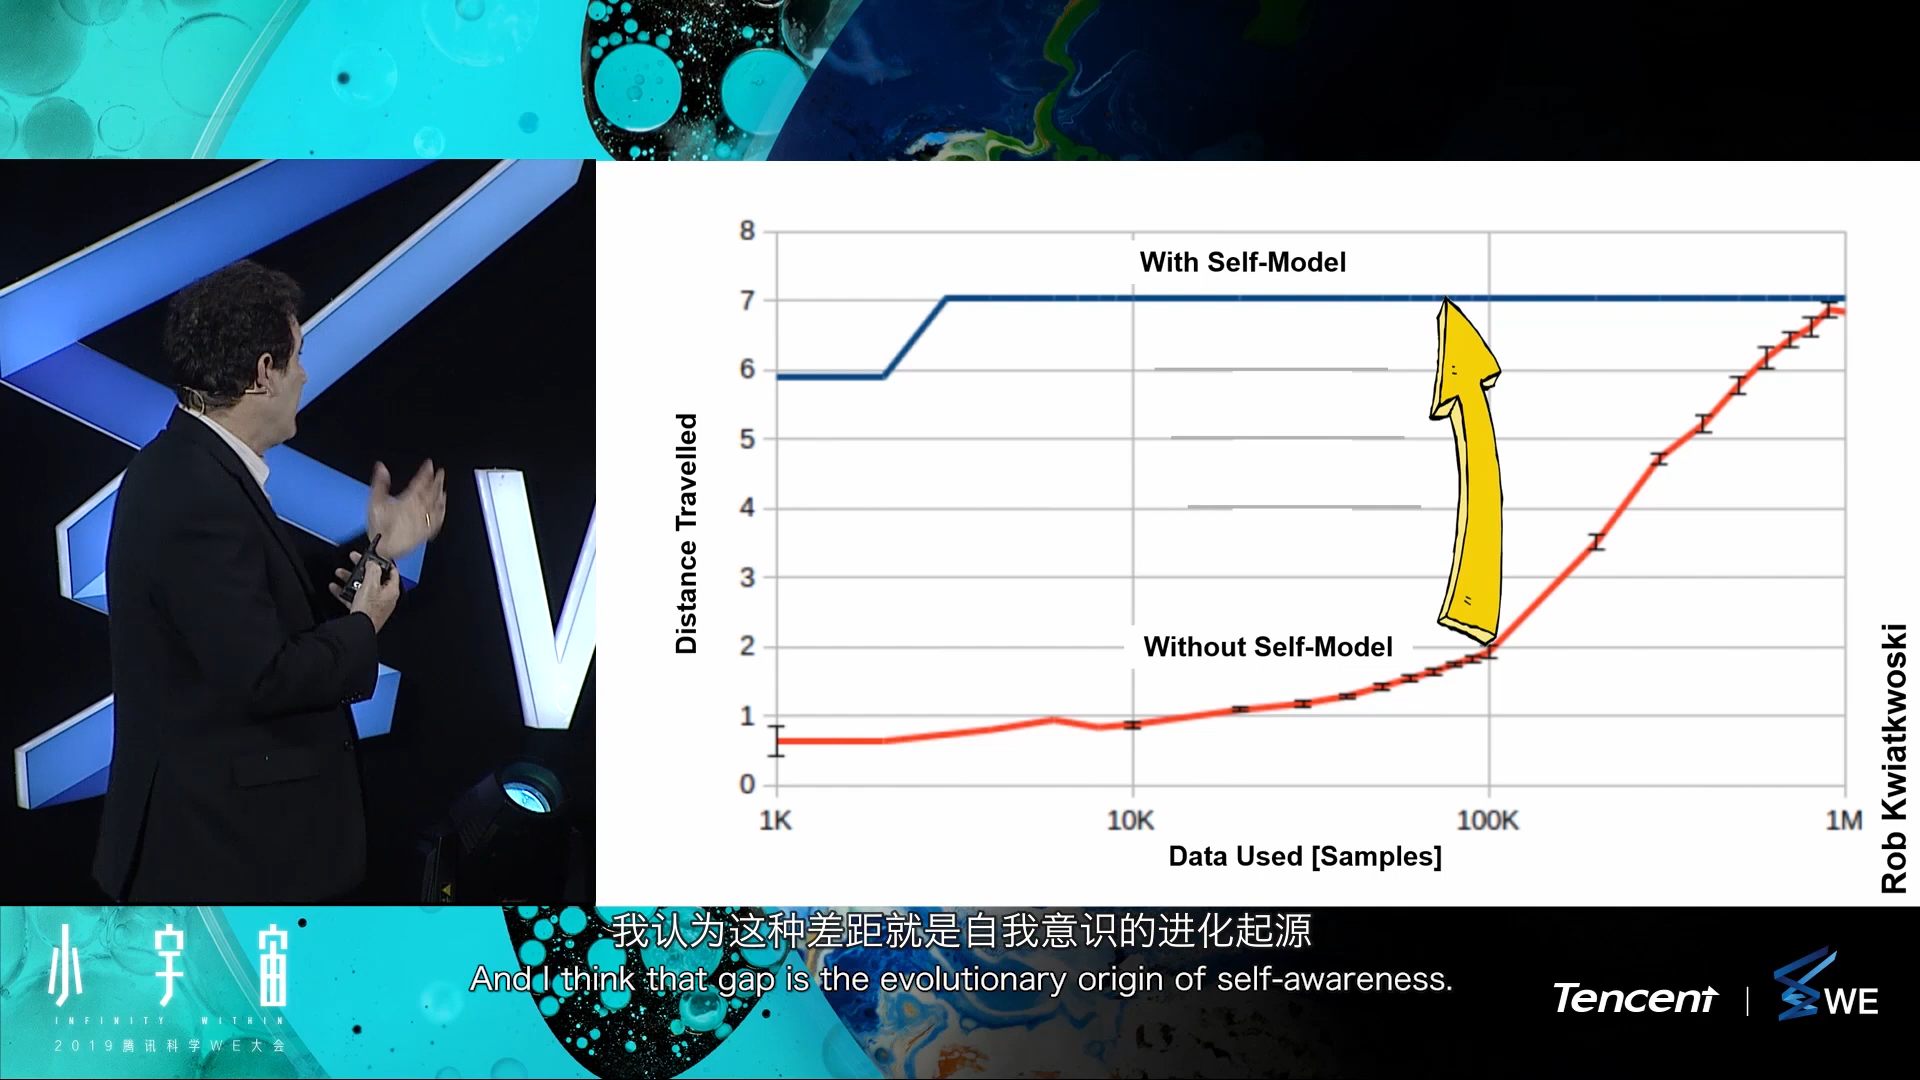 8
With Self-Model
7
6
5
4
3
Without Self-Model
2
1
0
Distance Travelled
1K
10K
100K
1M
Data Used [Samples]
Rob Kwiatkwoski
W
我认为这种差距就是自我意识的进化起源
And I think that gap is the evolutionary origin of self-awareness.
小宇宙
INFINITY WITHIN
2019腾讯科学WE大会
Tencent | WE